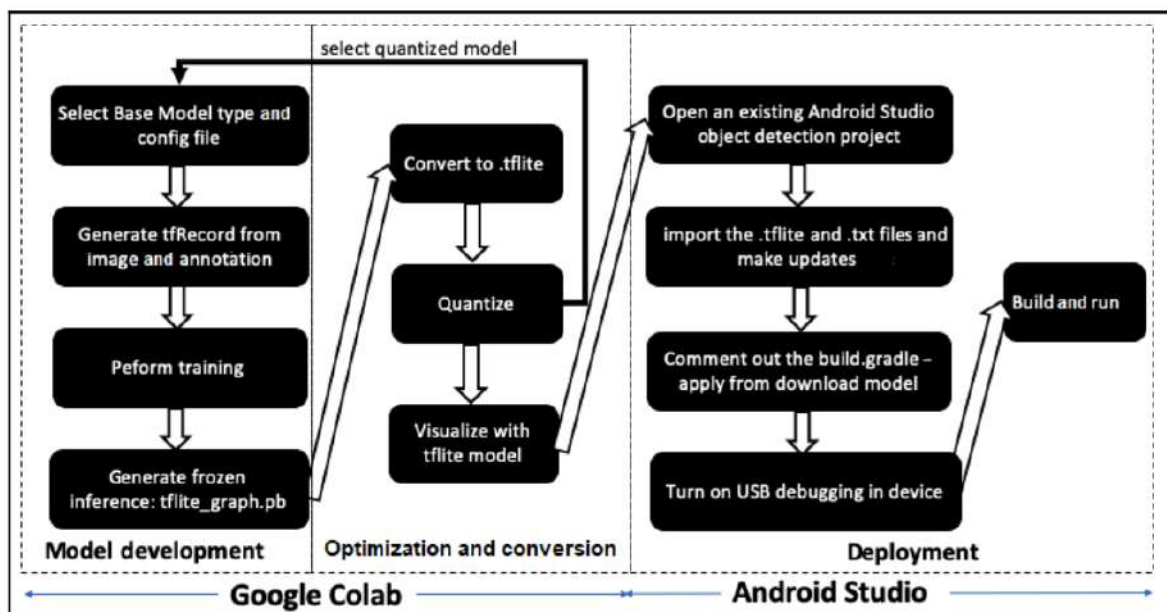 select quantized model
Select Base Model type and
config file
Generate tfRecord from
image and annotation
Peform training
Generate frozen
inference: tflite_graph.pb
Model development
Convert to .tflite
Quantize
Visualize with
tflite model
Optimization and conversion
Open an existing Android Studio
object detection project
import the .tflite and .txt files and
make updates
Comment out the build.gradle –
apply from download model
Turn on USB debugging in device
Build and run
Deployment
Google Colab
Android Studio